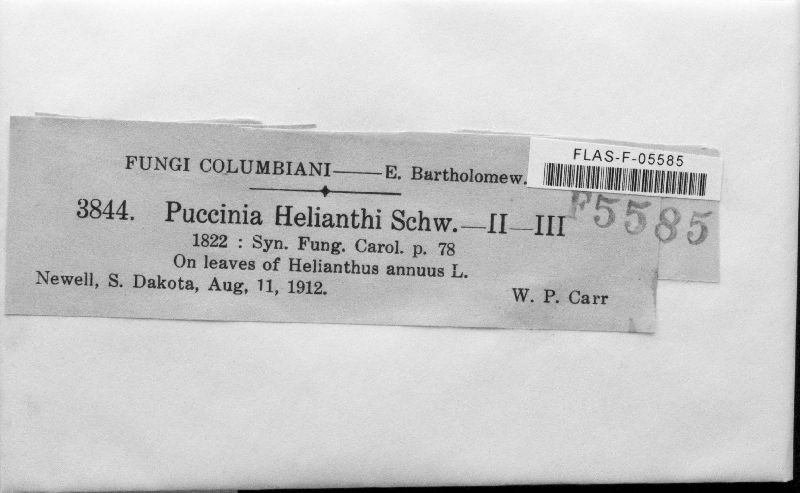 FUNGI COLUMBIANI——E. Bartholomew.
FLAS-F-05585
F5585
3844. Puccinia Helianthi Schw.—II—III
1822 : Syn. Fung. Carol. p. 78
On leaves of Helianthus annuus L.
Newell, S. Dakota, Aug, 11, 1912.
W. P. Carr